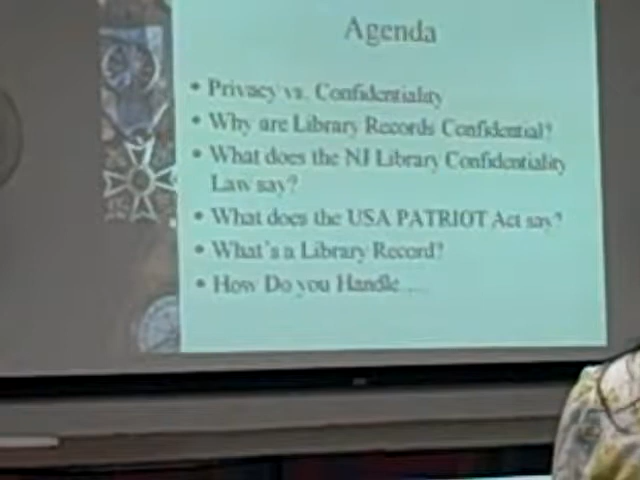 Agenda
• Privacy vs. Confidentiality
• Why are Library Records Confidential?
• What does the NJ Library Confidentiality
Law say?
• What does the USA PATRIOT Act say?
• What's a Library Record?
• How Do you Handle....